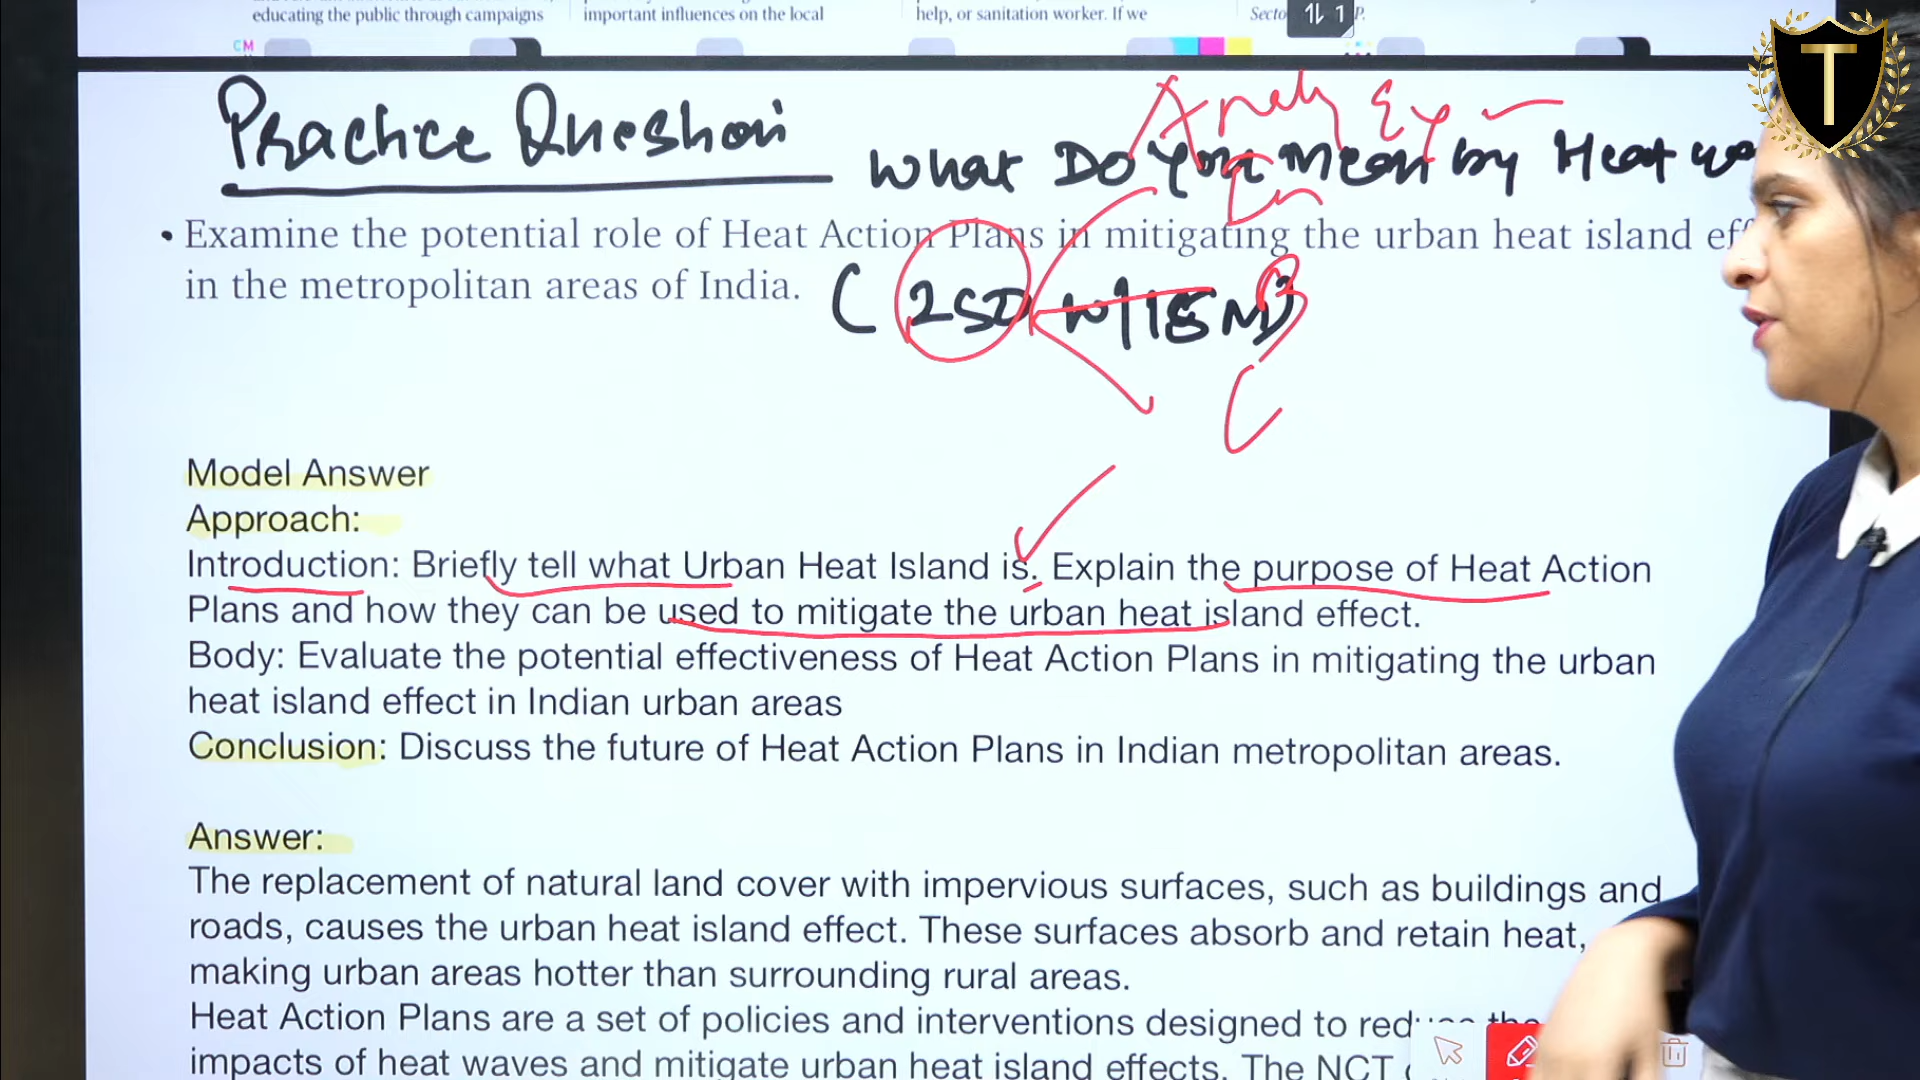 educating the public through campaigns
important influences on the local
help, or sanitation worker. If we
Secto
1
P.
CM
T
Practice Question
What Do You Mean by Heat
• Examine the potential role of Heat Action Plans in mitigating the urban heat island
in the metropolitan areas of India.
(250 w/15M)
In
B
C
Model Answer
Approach:
Introduction: Briefly tell what Urban Heat Island is. Explain the purpose of Heat Action
Plans and how they can be used to mitigate the urban heat island effect.
Body: Evaluate the potential effectiveness of Heat Action Plans in mitigating the urban
heat island effect in Indian urban areas
Conclusion: Discuss the future of Heat Action Plans in Indian metropolitan areas.
Answer:
The replacement of natural land cover with impervious surfaces, such as buildings and
roads, causes the urban heat island effect. These surfaces absorb and retain heat,
making urban areas hotter than surrounding rural areas.
Heat Action Plans are a set of policies and interventions designed to
impacts of heat waves and mitigate urban heat island effects. The NCT